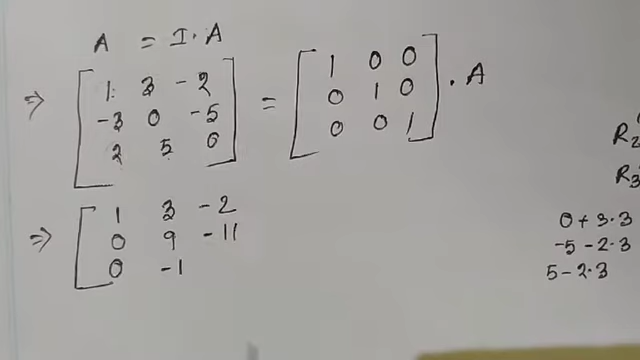 A = I · A
⇒ [ 1 3 -2 ] = [ 1 0 0 ] · A
-3 0 -5 0 1 0
2 5 0 0 0 1
R2'
R3'
⇒ [ 1 3 -2
0 9 -11
0 -1
0 + 3·3
-5 - 2·3
5 - 2·3